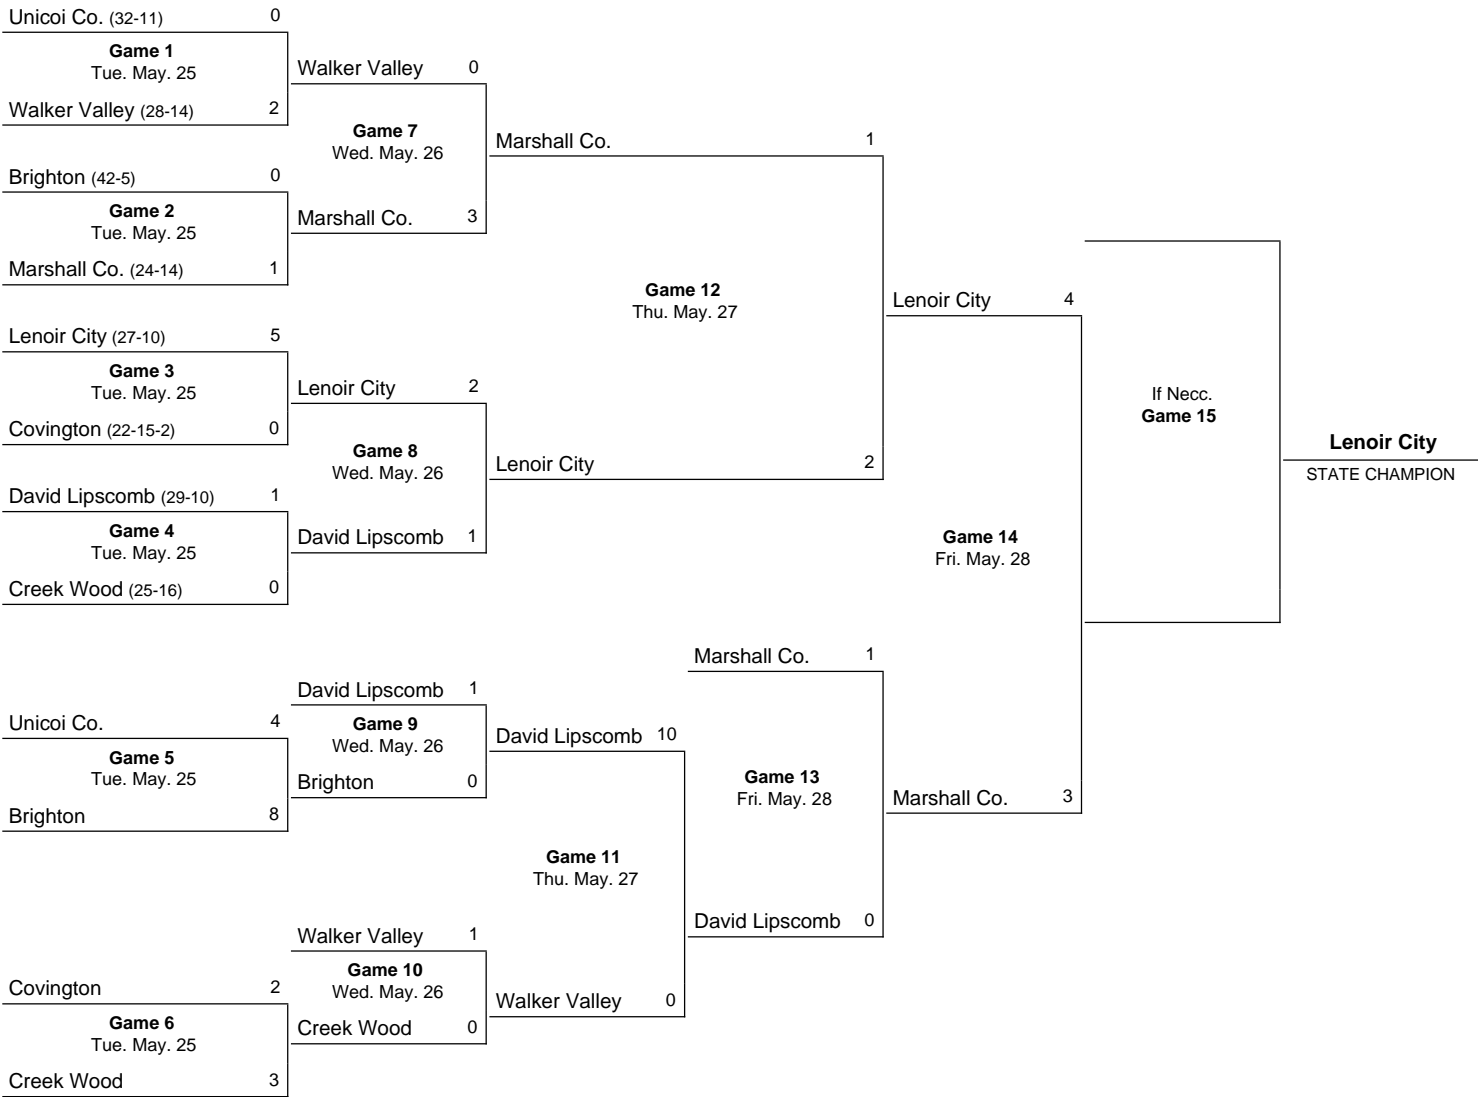 Unicoi Co. (32-11) 0
Game 1
Tue. May. 25
Walker Valley (28-14) 2
Brighton (42-5) 0
Game 2
Tue. May. 25
Marshall Co. (24-14) 1
Lenoir City (27-10) 5
Game 3
Tue. May. 25
Covington (22-15-2) 0
David Lipscomb (29-10) 1
Game 4
Tue. May. 25
Creek Wood (25-16) 0
Walker Valley 0
Game 7
Wed. May. 26
Marshall Co. 3
Lenoir City 2
Game 8
Wed. May. 26
David Lipscomb 1
Marshall Co. 1
Game 12
Thu. May. 27
Lenoir City 2
Unicoi Co. 4
Game 5
Tue. May. 25
Brighton 8
Covington 2
Game 6
Tue. May. 25
Creek Wood 3
David Lipscomb 1
Game 9
Wed. May. 26
Brighton 0
Walker Valley 1
Game 10
Wed. May. 26
Creek Wood 0
David Lipscomb 10
Game 11
Thu. May. 27
Walker Valley 0
Marshall Co. 1
Game 13
Fri. May. 28
David Lipscomb 0
Lenoir City 4
Game 14
Fri. May. 28
Marshall Co. 3
If Necc.
Game 15
Lenoir City
STATE CHAMPION